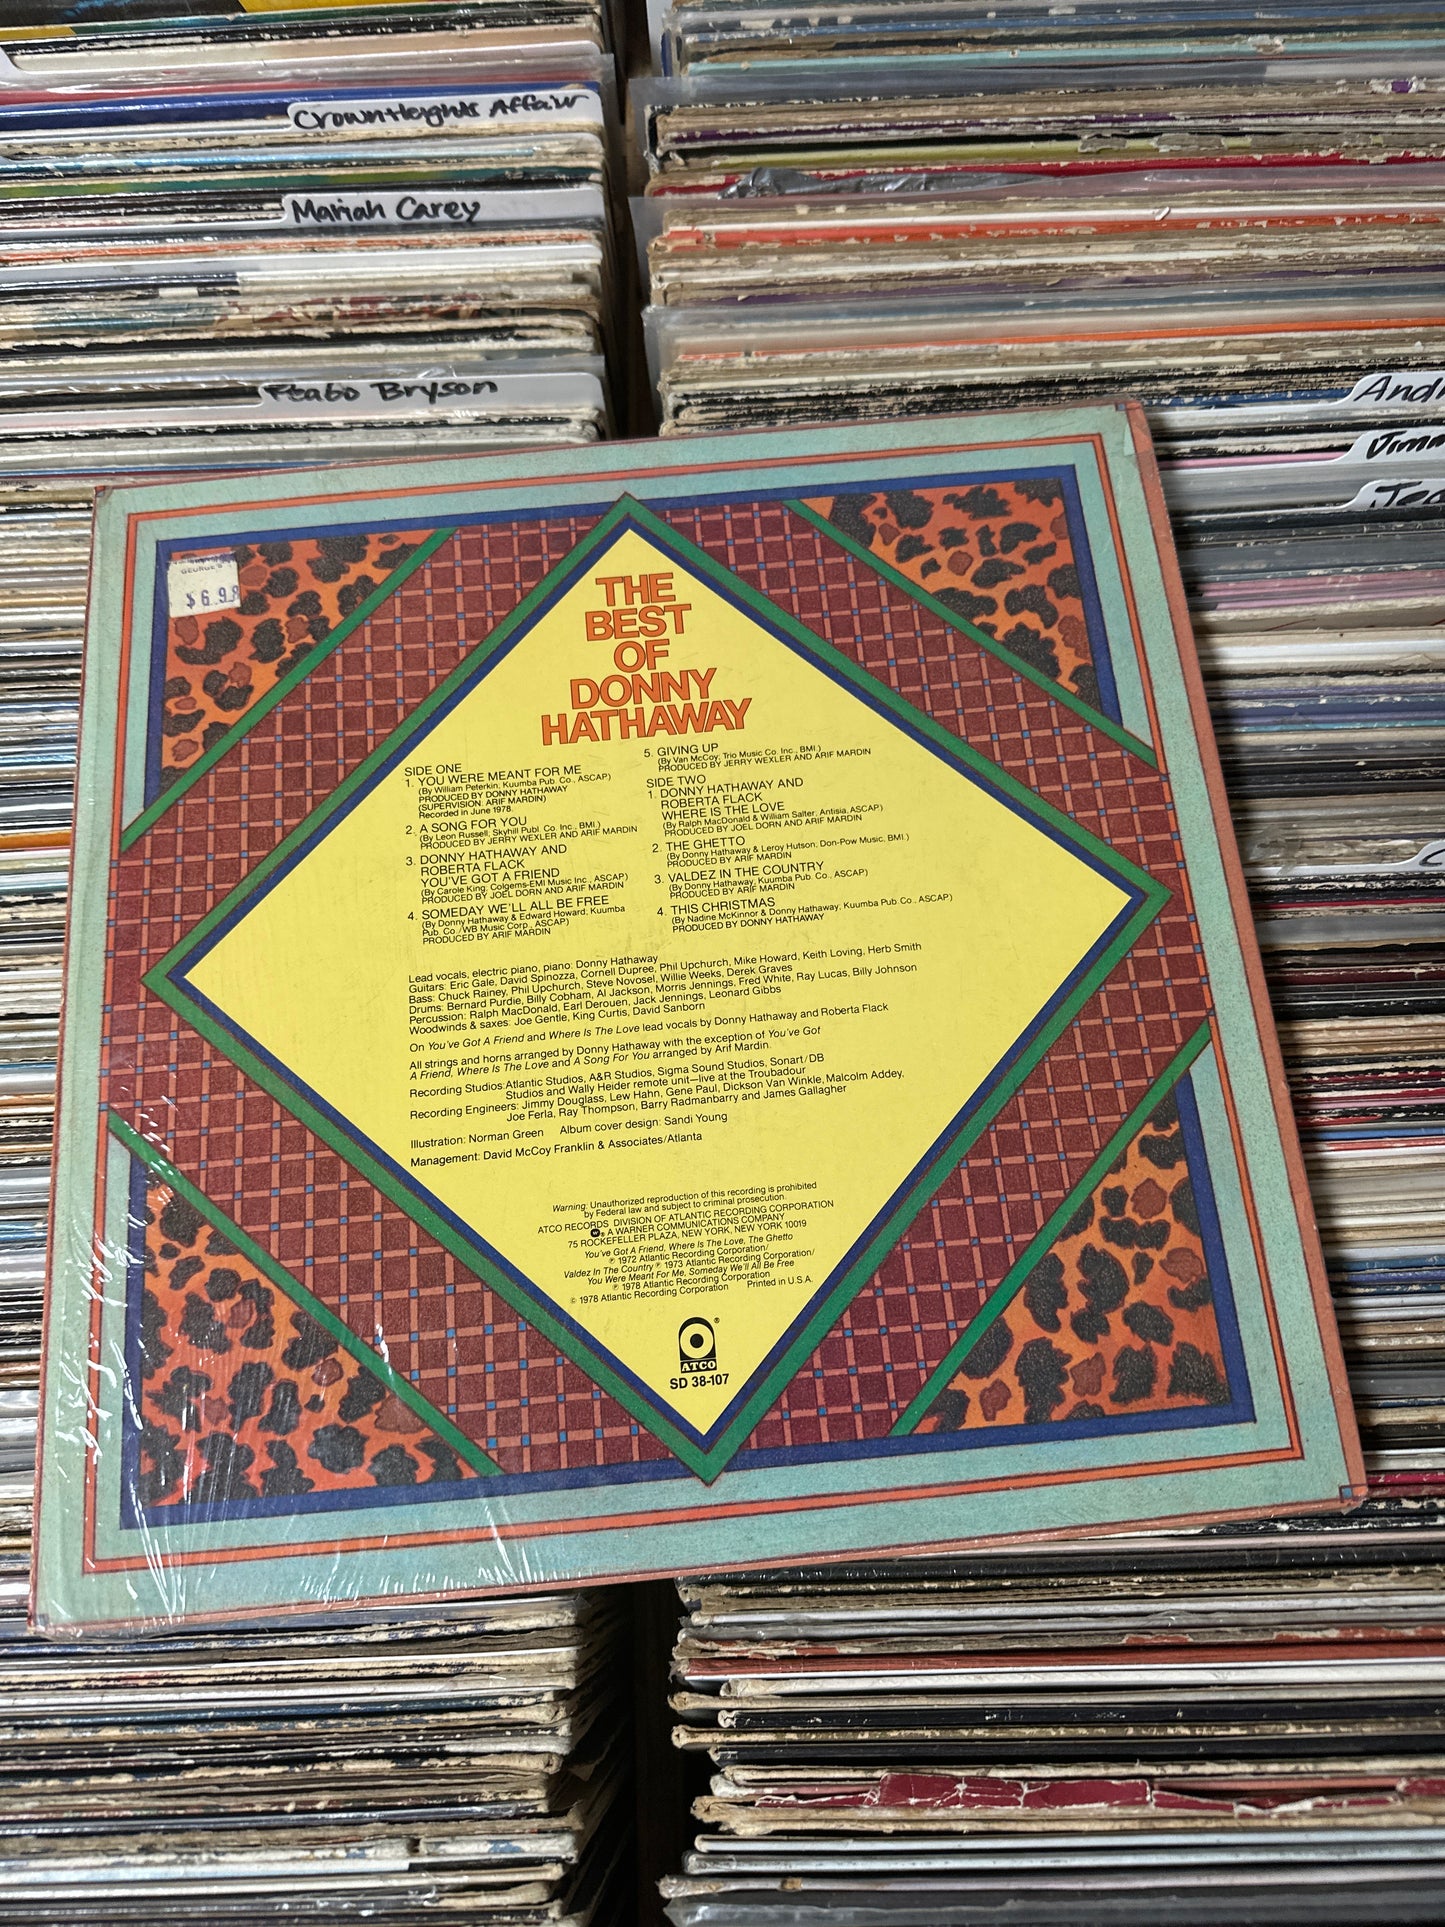 Crown Heights Affair
Mariah Carey
Peabo Bryson
GEORGE'S
$6.98
THE
BEST
OF
DONNY
HATHAWAY
SIDE ONE
1. YOU WERE MEANT FOR ME
(By William Peterkin, Kuumba Pub. Co., ASCAP)
PRODUCED BY DONNY HATHAWAY
(SUPERVISION: ARIF MARDIN)
Recorded in June 1978.
2. A SONG FOR YOU
(By Leon Russell, Skyhill Publ. Co. Inc., BMI.)
PRODUCED BY JERRY WEXLER AND ARIF MARDIN
3. DONNY HATHAWAY AND
ROBERTA FLACK
YOU'VE GOT A FRIEND
(By Carole King, Colgems-EMI Music Inc., ASCAP)
PRODUCED BY JOEL DORN AND ARIF MARDIN
4. SOMEDAY WE'LL ALL BE FREE
(By Donny Hathaway & Edward Howard, Kuumba
Pub. Co./WB Music Corp., ASCAP)
PRODUCED BY ARIF MARDIN
5. GIVING UP
(By Van McCoy, Trio Music Co. Inc., BMI.)
PRODUCED BY JERRY WEXLER AND ARIF MARDIN
SIDE TWO
1. DONNY HATHAWAY AND
ROBERTA FLACK
WHERE IS THE LOVE
(By Ralph MacDonald & William Salter, Antisia, ASCAP)
PRODUCED BY JOEL DORN AND ARIF MARDIN
2. THE GHETTO
(By Donny Hathaway & Leroy Hutson, Don-Pow Music, BMI.)
PRODUCED BY ARIF MARDIN
3. VALDEZ IN THE COUNTRY
(By Donny Hathaway, Kuumba Pub. Co., ASCAP)
PRODUCED BY ARIF MARDIN
4. THIS CHRISTMAS
(By Nadine McKinnor & Donny Hathaway, Kuumba Pub. Co., ASCAP)
PRODUCED BY DONNY HATHAWAY
Lead vocals, electric piano, piano: Donny Hathaway
Guitars: Eric Gale, David Spinozza, Cornell Dupree, Phil Upchurch, Mike Howard, Keith Loving, Herb Smith
Bass: Chuck Rainey, Phil Upchurch, Steve Novosel, Willie Weeks, Derek Graves
Drums: Bernard Purdie, Billy Cobham, Al Jackson, Morris Jennings, Fred White, Ray Lucas, Billy Johnson
Percussion: Ralph MacDonald, Earl Derouen, Jack Jennings, Leonard Gibbs
Woodwinds & saxes: Joe Gentle, King Curtis, David Sanborn
On You've Got A Friend and Where Is The Love lead vocals by Donny Hathaway and Roberta Flack
All strings and horns arranged by Donny Hathaway with the exception of You've Got
A Friend, Where Is The Love and A Song For You arranged by Arif Mardin.
Recording Studios: Atlantic Studios, A&R Studios, Sigma Sound Studios, Sonart/DB
Studios and Wally Heider remote unit—live at the Troubadour
Recording Engineers: Jimmy Douglass, Lew Hahn, Gene Paul, Dickson Van Winkle, Malcolm Addey,
Joe Ferla, Ray Thompson, Barry Radmanbarry and James Gallagher
Illustration: Norman Green Album cover design: Sandi Young
Management: David McCoy Franklin & Associates/Atlanta
Warning: Unauthorized reproduction of this recording is prohibited
by Federal law and subject to criminal prosecution.
ATCO RECORDS DIVISION OF ATLANTIC RECORDING CORPORATION
® A WARNER COMMUNICATIONS COMPANY
75 ROCKEFELLER PLAZA, NEW YORK, NEW YORK 10019
You've Got A Friend, Where Is The Love, The Ghetto
℗ 1972 Atlantic Recording Corporation/
Valdez In The Country ℗ 1973 Atlantic Recording Corporation/
You Were Meant For Me, Someday We'll All Be Free
℗ 1978 Atlantic Recording Corporation
© 1978 Atlantic Recording Corporation Printed in U.S.A.
®
ATCO
SD 38-107